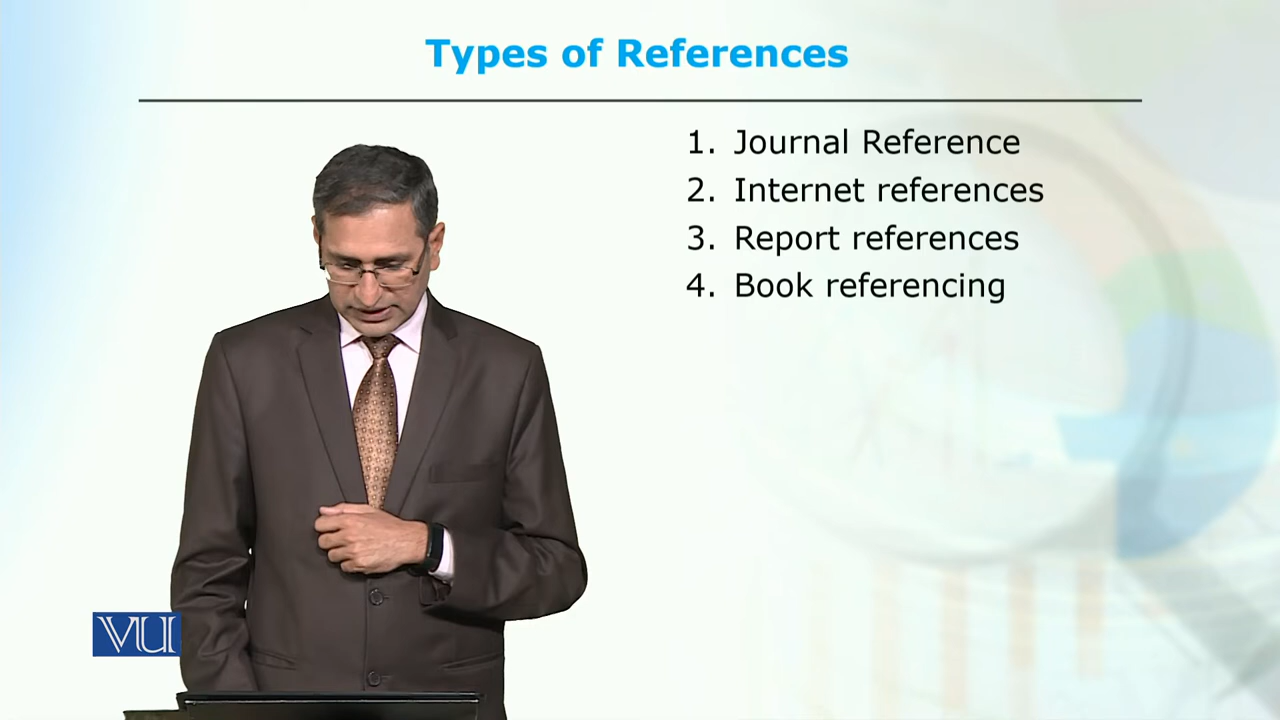 Types of References
1. Journal Reference
2. Internet references
3. Report references
4. Book referencing
VU